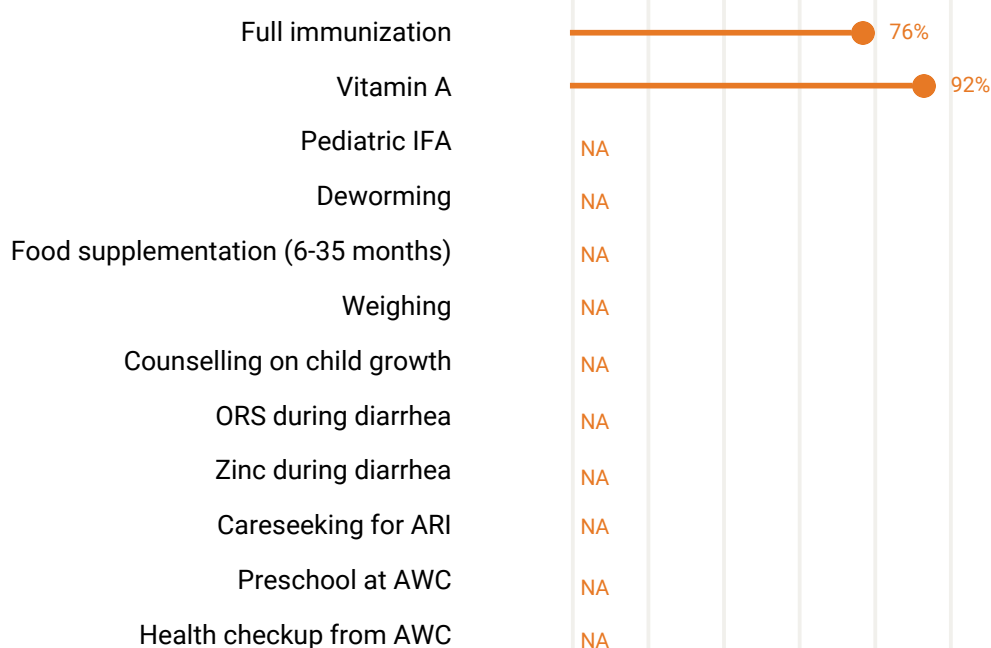 Full immunization 76%
Vitamin A 92%
Pediatric IFA NA
Deworming NA
Food supplementation (6-35 months) NA
Weighing NA
Counselling on child growth NA
ORS during diarrhea NA
Zinc during diarrhea NA
Careseeking for ARI NA
Preschool at AWC NA
Health checkup from AWC NA